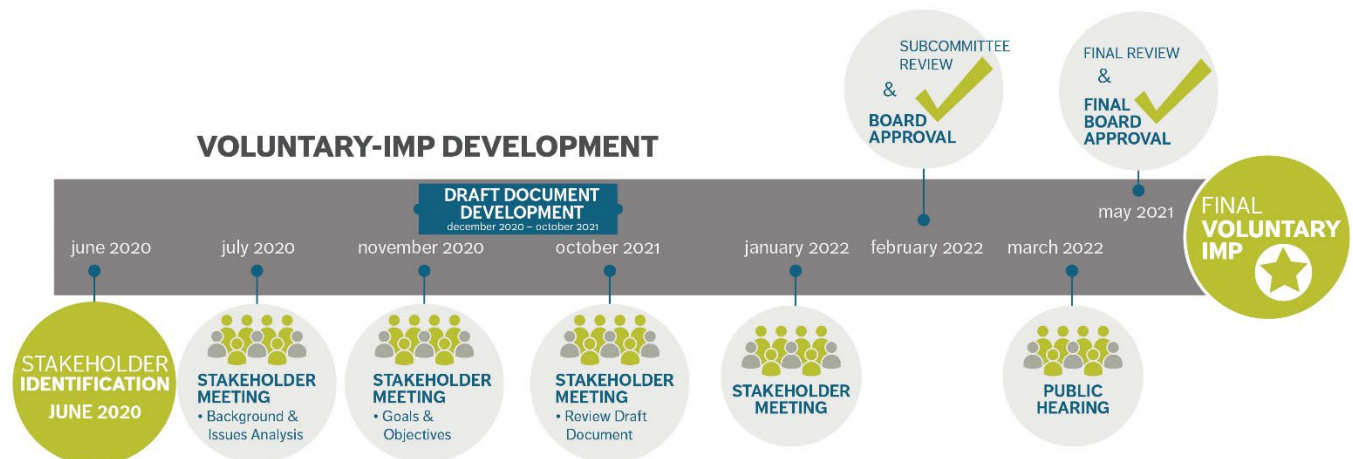 VOLUNTARY-IMP DEVELOPMENT
SUBCOMMITTEE
REVIEW
&
BOARD
APPROVAL
FINAL REVIEW
&
FINAL
BOARD
APPROVAL
DRAFT DOCUMENT
DEVELOPMENT
december 2020 – october 2021
june 2020
july 2020
november 2020
october 2021
january 2022
february 2022
march 2022
may 2021
FINAL
VOLUNTARY
IMP
STAKEHOLDER
IDENTIFICATION
JUNE 2020
STAKEHOLDER
MEETING
• Background &
Issues Analysis
STAKEHOLDER
MEETING
• Goals &
Objectives
STAKEHOLDER
MEETING
• Review Draft
Document
STAKEHOLDER
MEETING
PUBLIC
HEARING